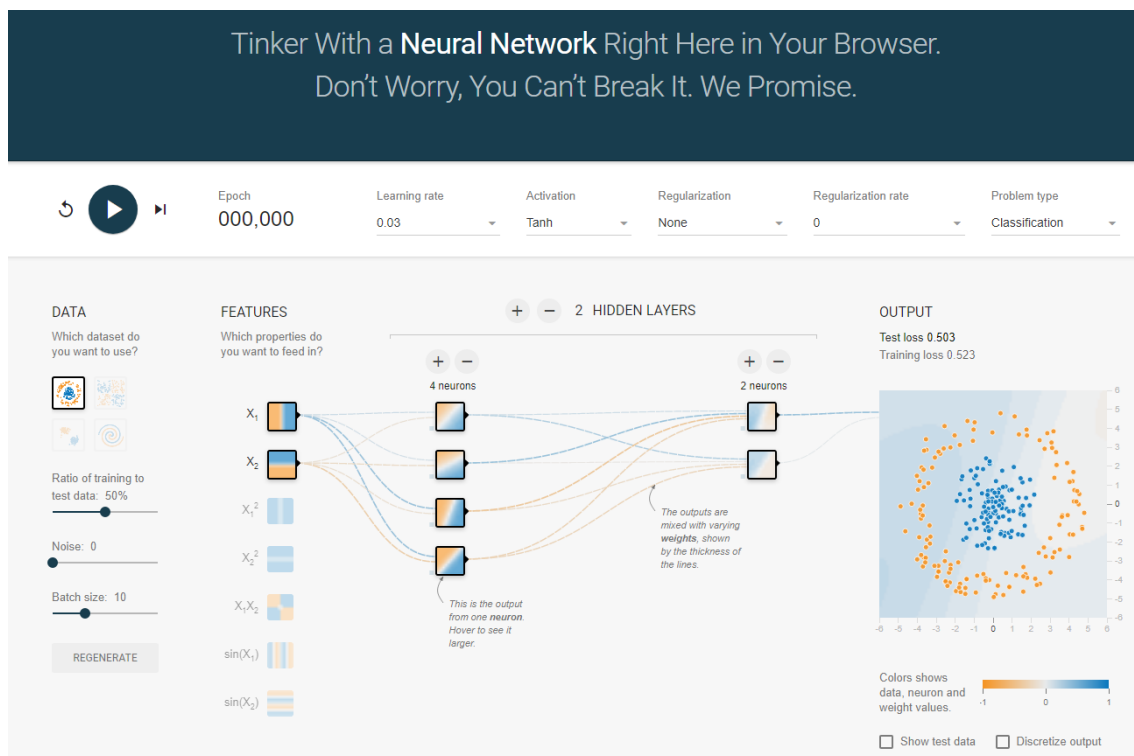 Tinker With a Neural Network Right Here in Your Browser.
Don't Worry, You Can't Break It. We Promise.
Epoch
000,000
Learning rate
0.03
Activation
Tanh
Regularization
None
Regularization rate
0
Problem type
Classification
DATA
Which dataset do
you want to use?
Ratio of training to
test data: 50%
Noise: 0
Batch size: 10
REGENERATE
FEATURES
Which properties do
you want to feed in?
X₁
X₂
X₁²
X₂²
X₁X₂
sin(X₁)
sin(X₂)
+ − 2 HIDDEN LAYERS
+ −
4 neurons
+ −
2 neurons
This is the output
from one neuron.
Hover to see it
larger.
The outputs are
mixed with varying
weights, shown
by the thickness of
the lines.
OUTPUT
Test loss 0.503
Training loss 0.523
6
5
4
3
2
1
0
-1
-2
-3
-4
-5
-6
-6 -5 -4 -3 -2 -1 0 1 2 3 4 5 6
Colors shows
data, neuron and
weight values.
-1 0 1
Show test data
Discretize output